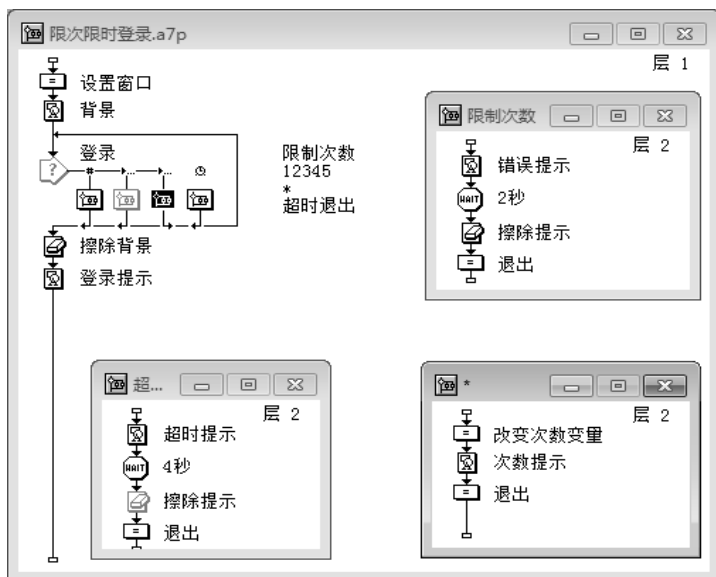 限次限时登录.a7p
层 1
设置窗口
背景
登录
限制次数
12345
*
超时退出
擦除背景
登录提示
限制次数
层 2
错误提示
WAIT 2秒
擦除提示
退出
超...
层 2
超时提示
WAIT 4秒
擦除提示
退出
*
层 2
改变次数变量
次数提示
退出